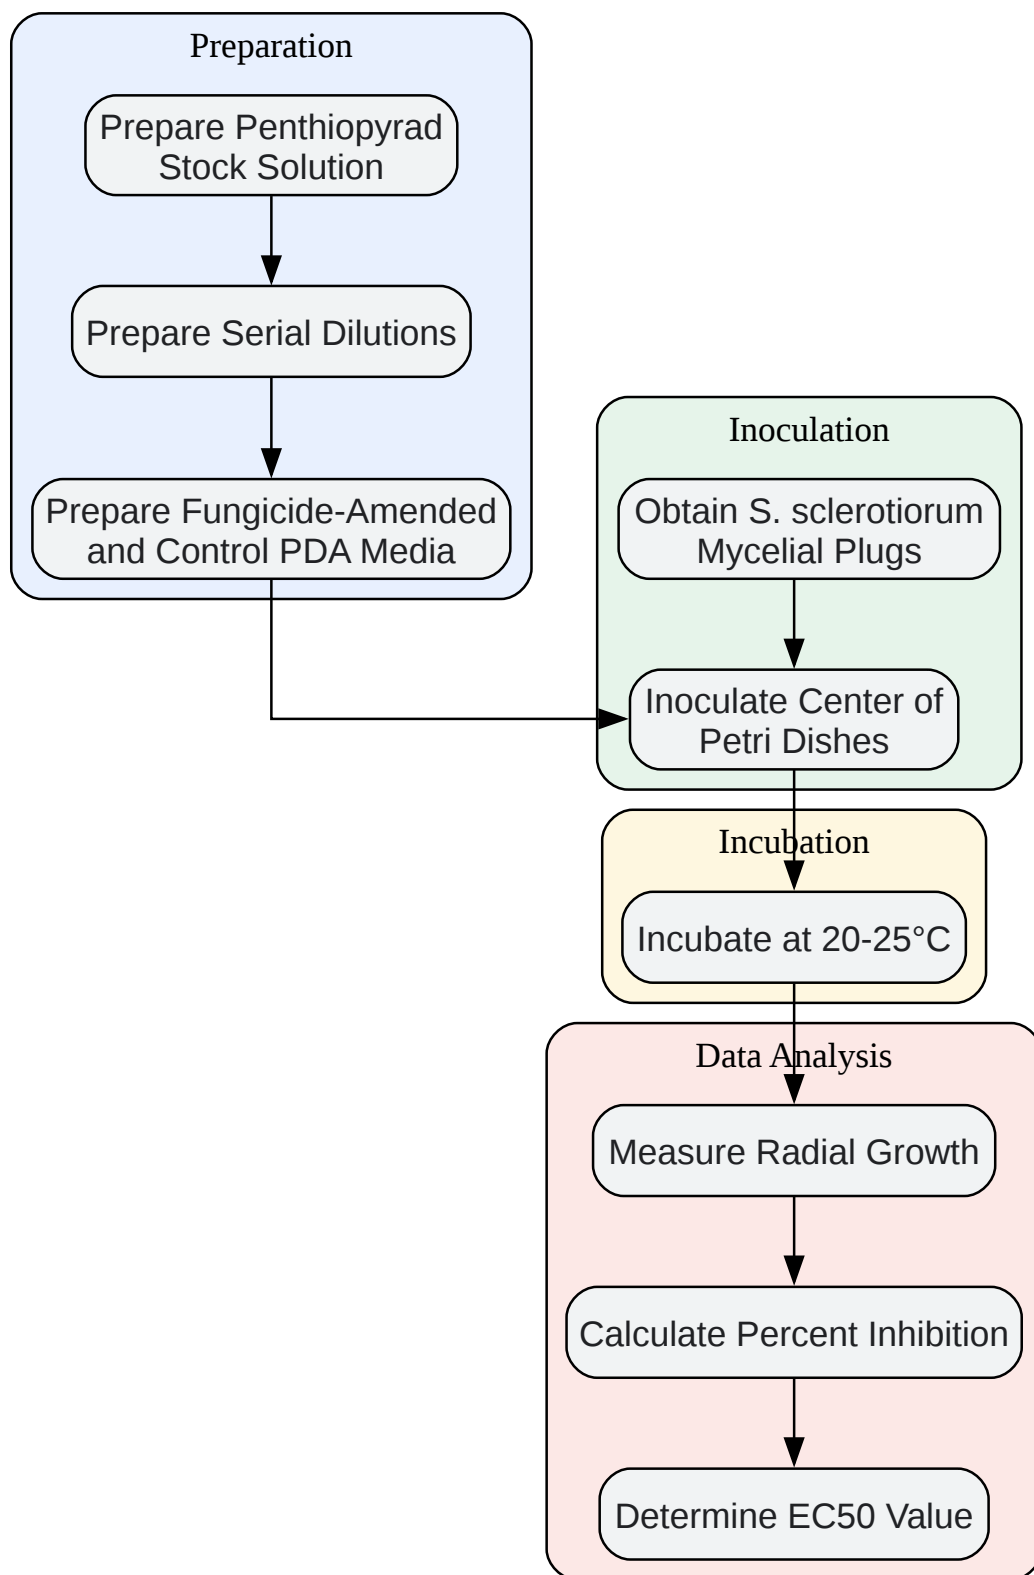 Preparation
Prepare Penthiopyrad
Stock Solution
Prepare Serial Dilutions
Prepare Fungicide-Amended
and Control PDA Media
Inoculation
Obtain S. sclerotiorum
Mycelial Plugs
Inoculate Center of
Petri Dishes
Incubation
Incubate at 20-25°C
Data Analysis
Measure Radial Growth
Calculate Percent Inhibition
Determine EC50 Value